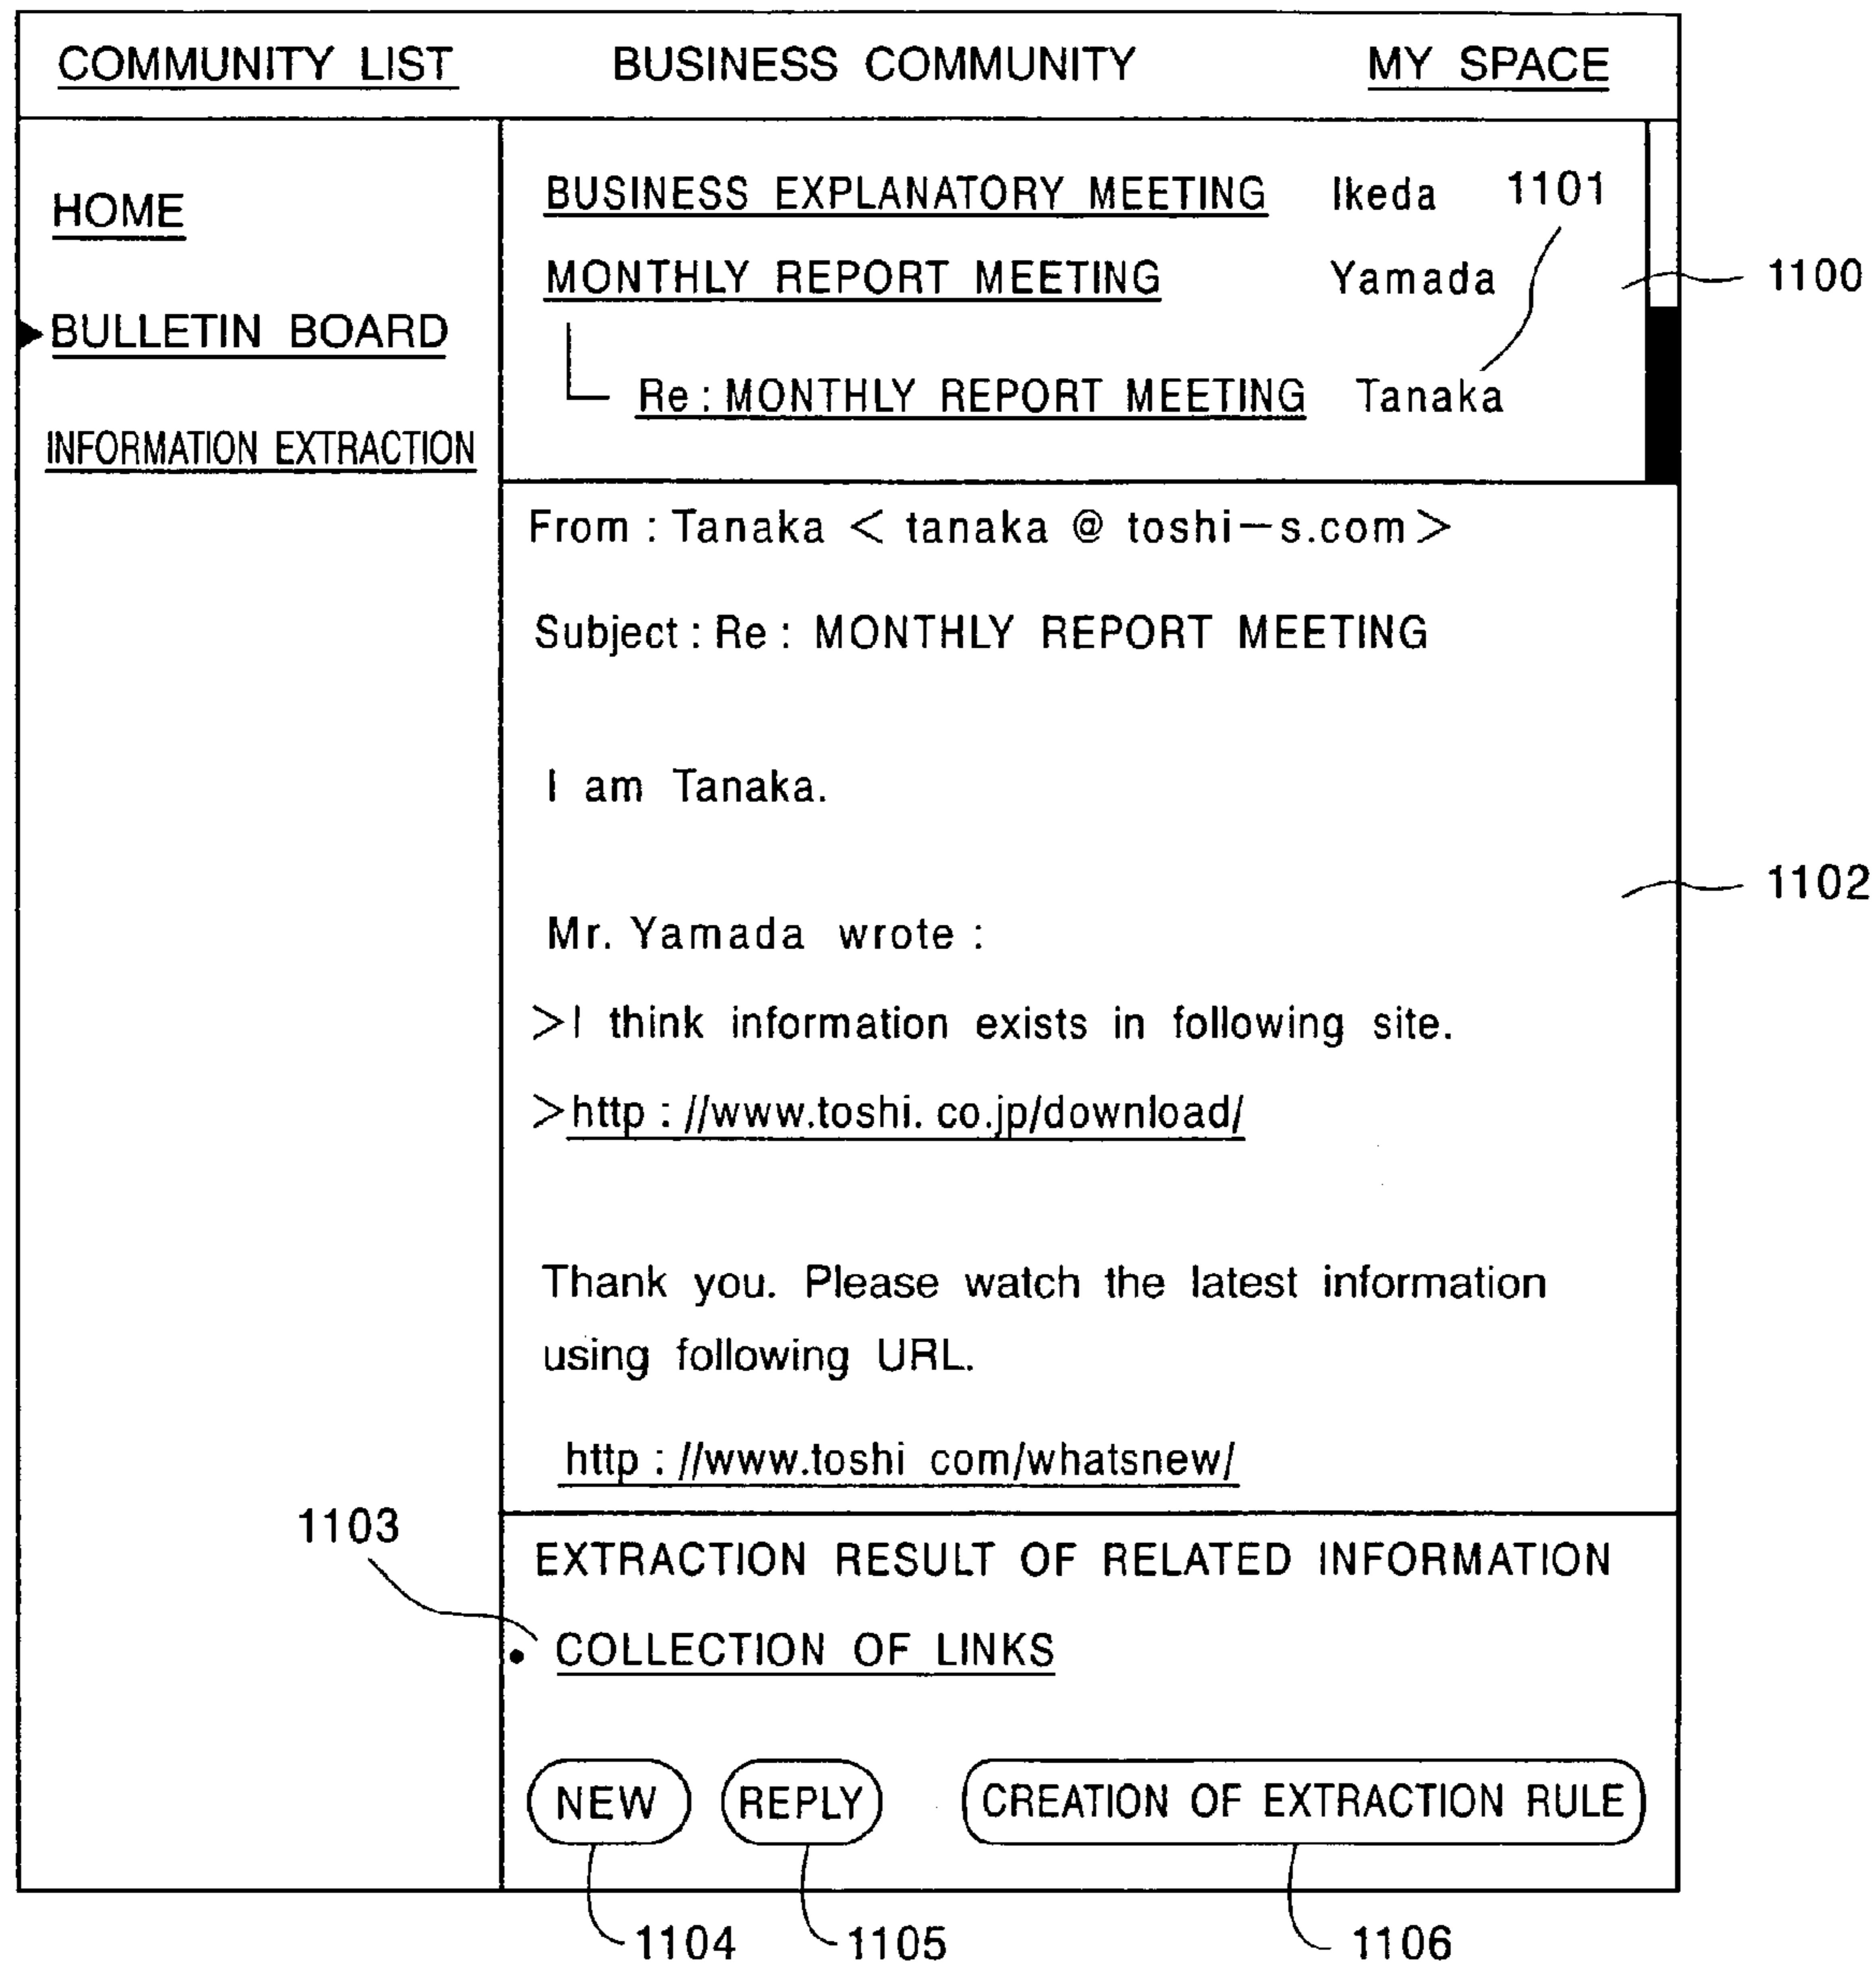 COMMUNITY LIST BUSINESS COMMUNITY MY SPACE
HOME
BULLETIN BOARD
INFORMATION EXTRACTION
BUSINESS EXPLANATORY MEETING Ikeda 1101
MONTHLY REPORT MEETING Yamada 1100
Re : MONTHLY REPORT MEETING Tanaka
From : Tanaka < tanaka @ toshi-s.com >
Subject : Re : MONTHLY REPORT MEETING
I am Tanaka.
1102
Mr. Yamada wrote :
>I think information exists in following site.
>http : //www.toshi. co.jp/download/
Thank you. Please watch the latest information
using following URL.
http : //www.toshi com/whatsnew/
1103
EXTRACTION RESULT OF RELATED INFORMATION
• COLLECTION OF LINKS
NEW REPLY CREATION OF EXTRACTION RULE
1104 1105 1106